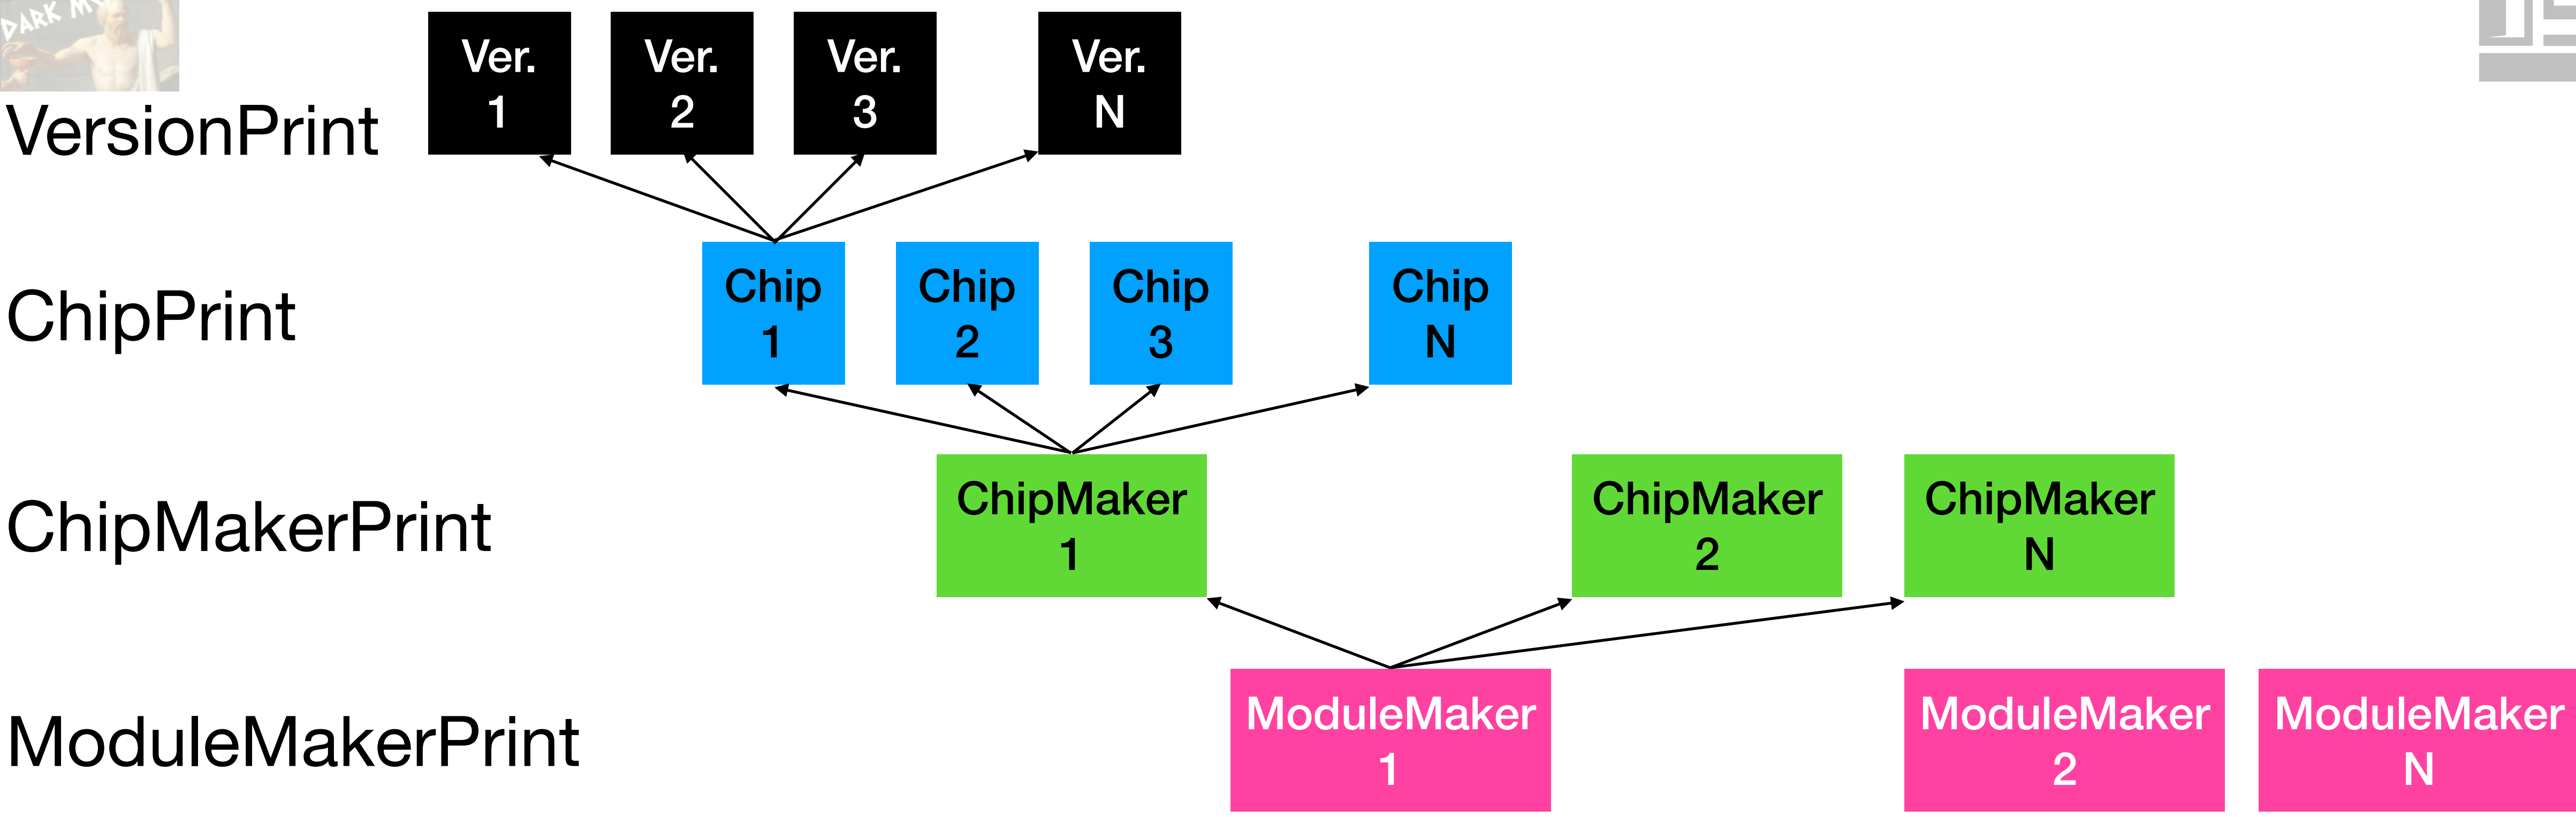 DARK
VersionPrint
Ver.
1
Ver.
2
Ver.
3
Ver.
N
ChipPrint
Chip
1
Chip
2
Chip
3
Chip
N
ChipMakerPrint
ChipMaker
1
ChipMaker
2
ChipMaker
N
ModuleMakerPrint
ModuleMaker
1
ModuleMaker
2
ModuleMaker
N